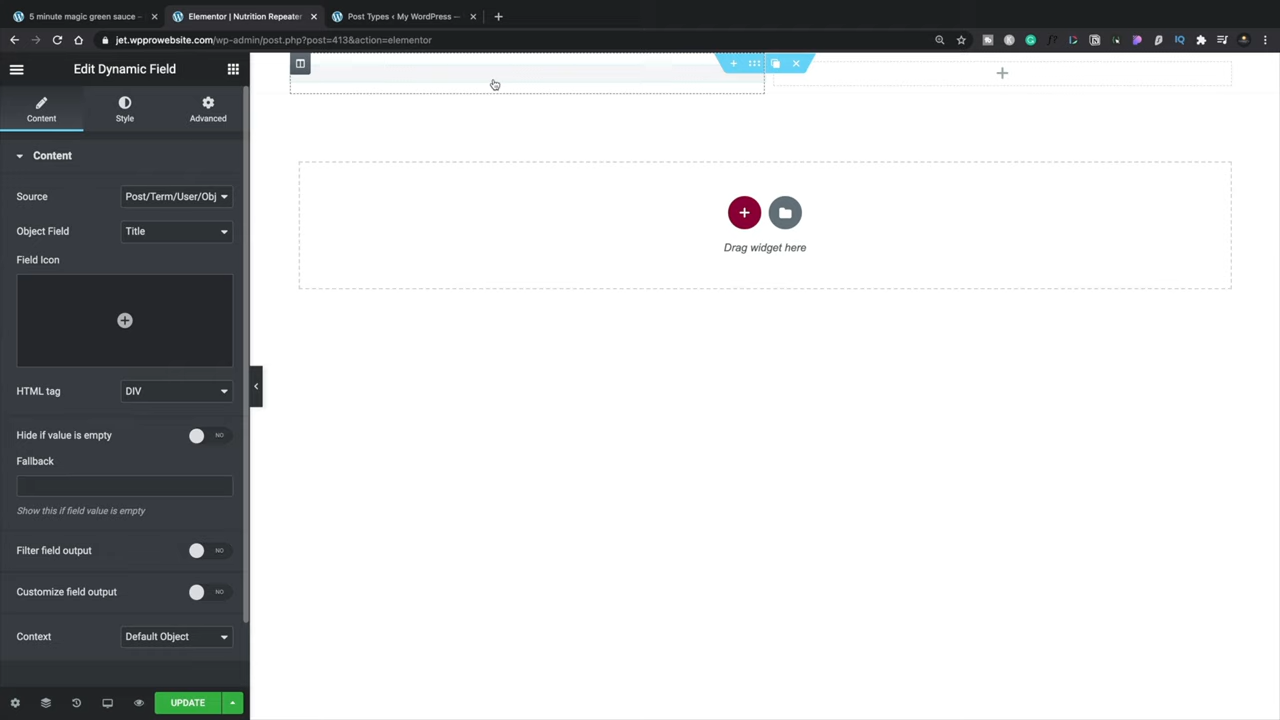 5 minute magic green sauce -
Elementor | Nutrition Repeater
Post Types ‹ My WordPress —
jet.wpprowebsite.com/wp-admin/post.php?post=413&action=elementor
Edit Dynamic Field
Content
Style
Advanced
Content
Source
Post/Term/User/Obj
Object Field
Title
Field Icon
HTML tag
DIV
Hide if value is empty
NO
Fallback
Show this if field value is empty
Filter field output
NO
Customize field output
NO
Context
Default Object
UPDATE
Drag widget here